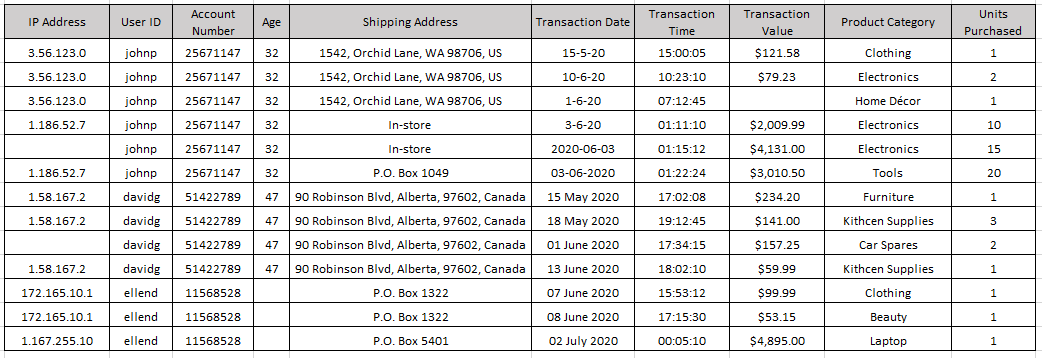 IP Address User ID Account Number Age Shipping Address Transaction Date Transaction Time Transaction Value Product Category Units Purchased
3.56.123.0 johnp 25671147 32 1542, Orchid Lane, WA 98706, US 15-5-20 15:00:05 $121.58 Clothing 1
3.56.123.0 johnp 25671147 32 1542, Orchid Lane, WA 98706, US 10-6-20 10:23:10 $79.23 Electronics 2
3.56.123.0 johnp 25671147 32 1542, Orchid Lane, WA 98706, US 1-6-20 07:12:45 Home Décor 1
1.186.52.7 johnp 25671147 32 In-store 3-6-20 01:11:10 $2,009.99 Electronics 10
johnp 25671147 32 In-store 2020-06-03 01:15:12 $4,131.00 Electronics 15
1.186.52.7 johnp 25671147 32 P.O. Box 1049 03-06-2020 01:22:24 $3,010.50 Tools 20
1.58.167.2 davidg 51422789 47 90 Robinson Blvd, Alberta, 97602, Canada 15 May 2020 17:02:08 $234.20 Furniture 1
1.58.167.2 davidg 51422789 47 90 Robinson Blvd, Alberta, 97602, Canada 18 May 2020 19:12:45 $141.00 Kithcen Supplies 3
davidg 51422789 47 90 Robinson Blvd, Alberta, 97602, Canada 01 June 2020 17:34:15 $157.25 Car Spares 2
1.58.167.2 davidg 51422789 47 90 Robinson Blvd, Alberta, 97602, Canada 13 June 2020 18:02:10 $59.99 Kithcen Supplies 1
172.165.10.1 ellend 11568528 P.O. Box 1322 07 June 2020 15:53:12 $99.99 Clothing 1
172.165.10.1 ellend 11568528 P.O. Box 1322 08 June 2020 17:15:30 $53.15 Beauty 1
1.167.255.10 ellend 11568528 P.O. Box 5401 02 July 2020 00:05:10 $4,895.00 Laptop 1